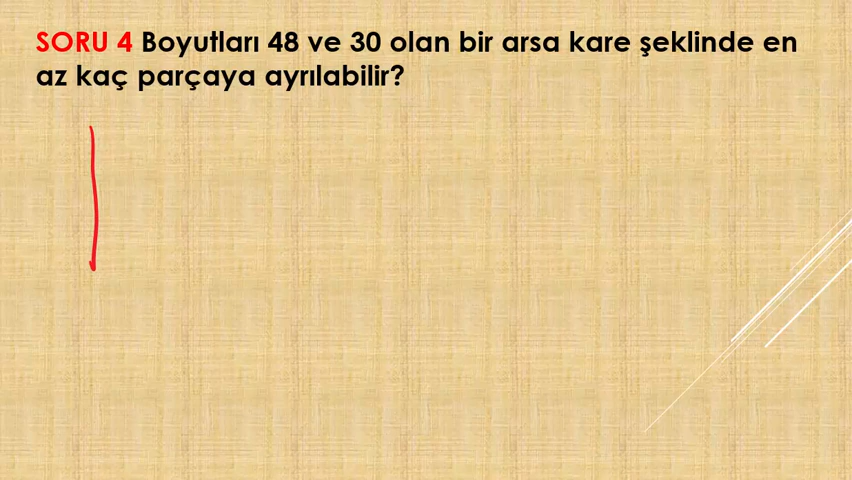 SORU 4 Boyutları 48 ve 30 olan bir arsa kare şeklinde en
az kaç parçaya ayrılabilir?